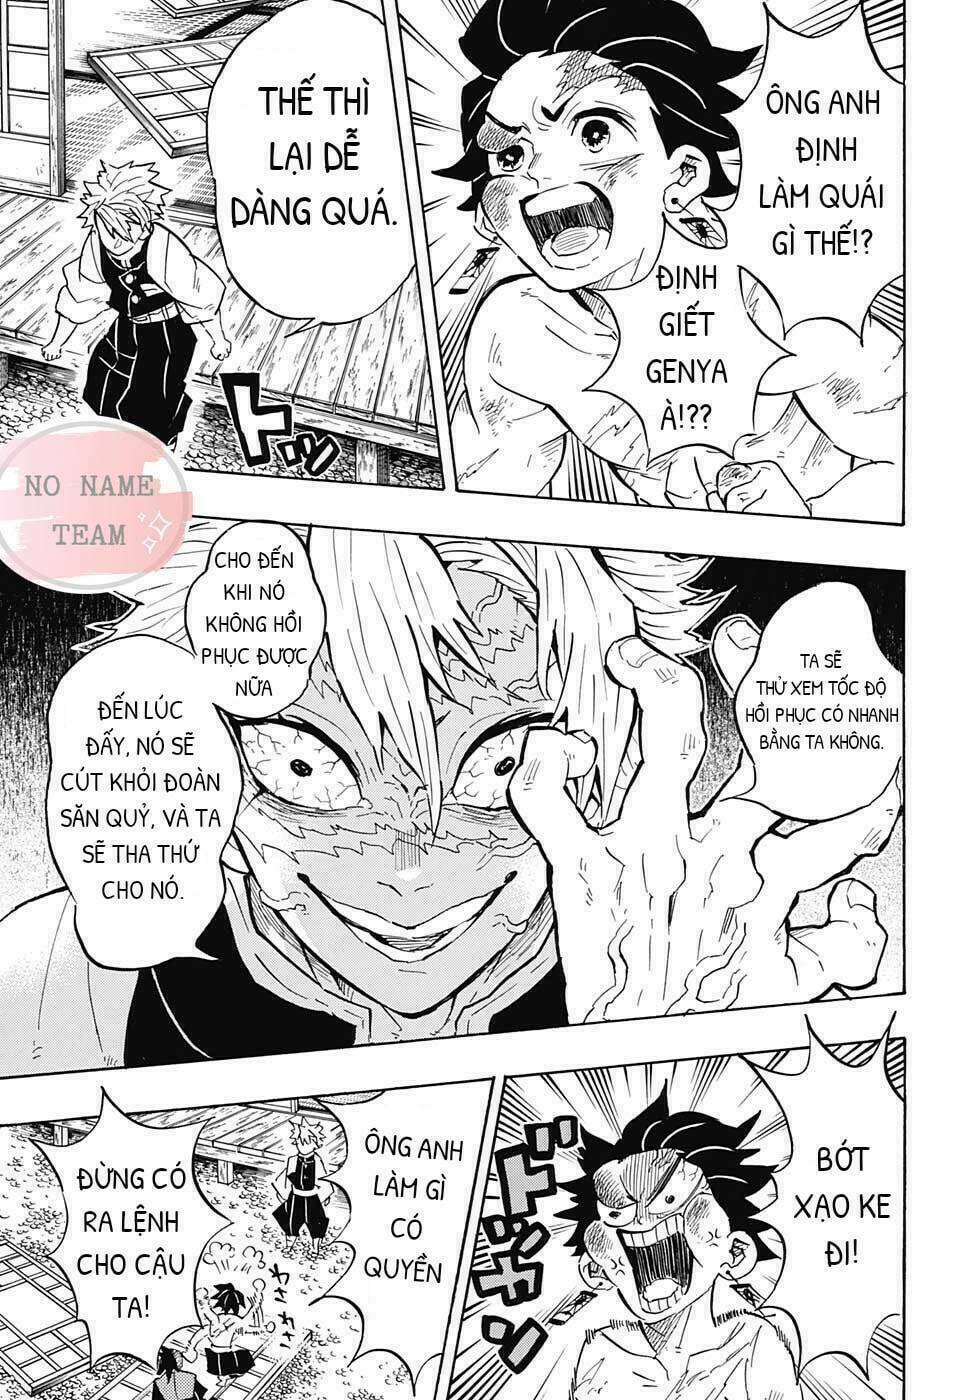 ÔNG ANH
ĐỊNH
LÀM QUÁI
GÌ THẾ!?
ĐỊNH
GIẾT
GENYA
À!??
THẾ THÌ
LẠI DỄ
DÀNG QUÁ.
トッ
NO NAME
TEAM
TA SẼ
THỬ XEM TỐC ĐỘ
HỒI PHỤC CÓ NHANH
BẰNG TA KHÔNG.
CHO ĐẾN
KHI NÓ
KHÔNG HỒI
PHỤC ĐƯỢC
NỮA
ĐẾN LÚC
ĐẤY, NÓ SẼ
CÚT KHỎI ĐOÀN
SĂN QUỶ, VÀ TA
SẼ THA THỨ
CHO NÓ.
BỚT
XẠO KE
ĐI!
ÔNG ANH
LÀM GÌ
CÓ
QUYỀN
ĐỪNG CÓ
RA LỆNH
CHO CẬU
TA!